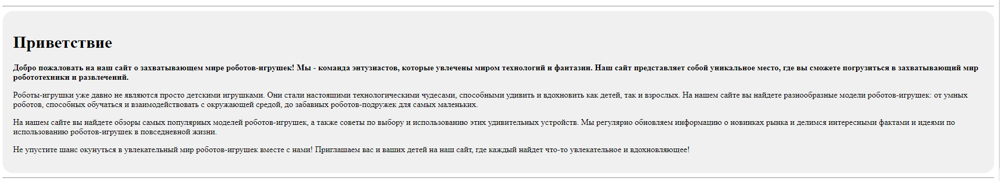 Приветствие
Добро пожаловать на наш сайт о захватывающем мире роботов-игрушек! Мы - команда энтузиастов, которые увлечены миром технологий и фантазии. Наш сайт представляет собой уникальное место, где вы сможете погрузиться в захватывающий мир
робототехники и развлечений.
Роботы-игрушки уже давно не являются просто детскими игрушками. Они стали настоящими технологическими чудесами, способными удивить и вдохновить как детей, так и взрослых. На нашем сайте вы найдете разнообразные модели роботов-игрушек: от умных
роботов, способных обучаться и взаимодействовать с окружающей средой, до забавных роботов-подружек для самых маленьких.
На нашем сайте вы найдете обзоры самых популярных моделей роботов-игрушек, а также советы по выбору и использованию этих удивительных устройств. Мы регулярно обновляем информацию о новинках рынка и делимся интересными фактами и идеями по
использованию роботов-игрушек в повседневной жизни.
Не упустите шанс окунуться в увлекательный мир роботов-игрушек вместе с нами! Приглашаем вас и ваших детей на наш сайт, где каждый найдет что-то увлекательное и вдохновляющее!